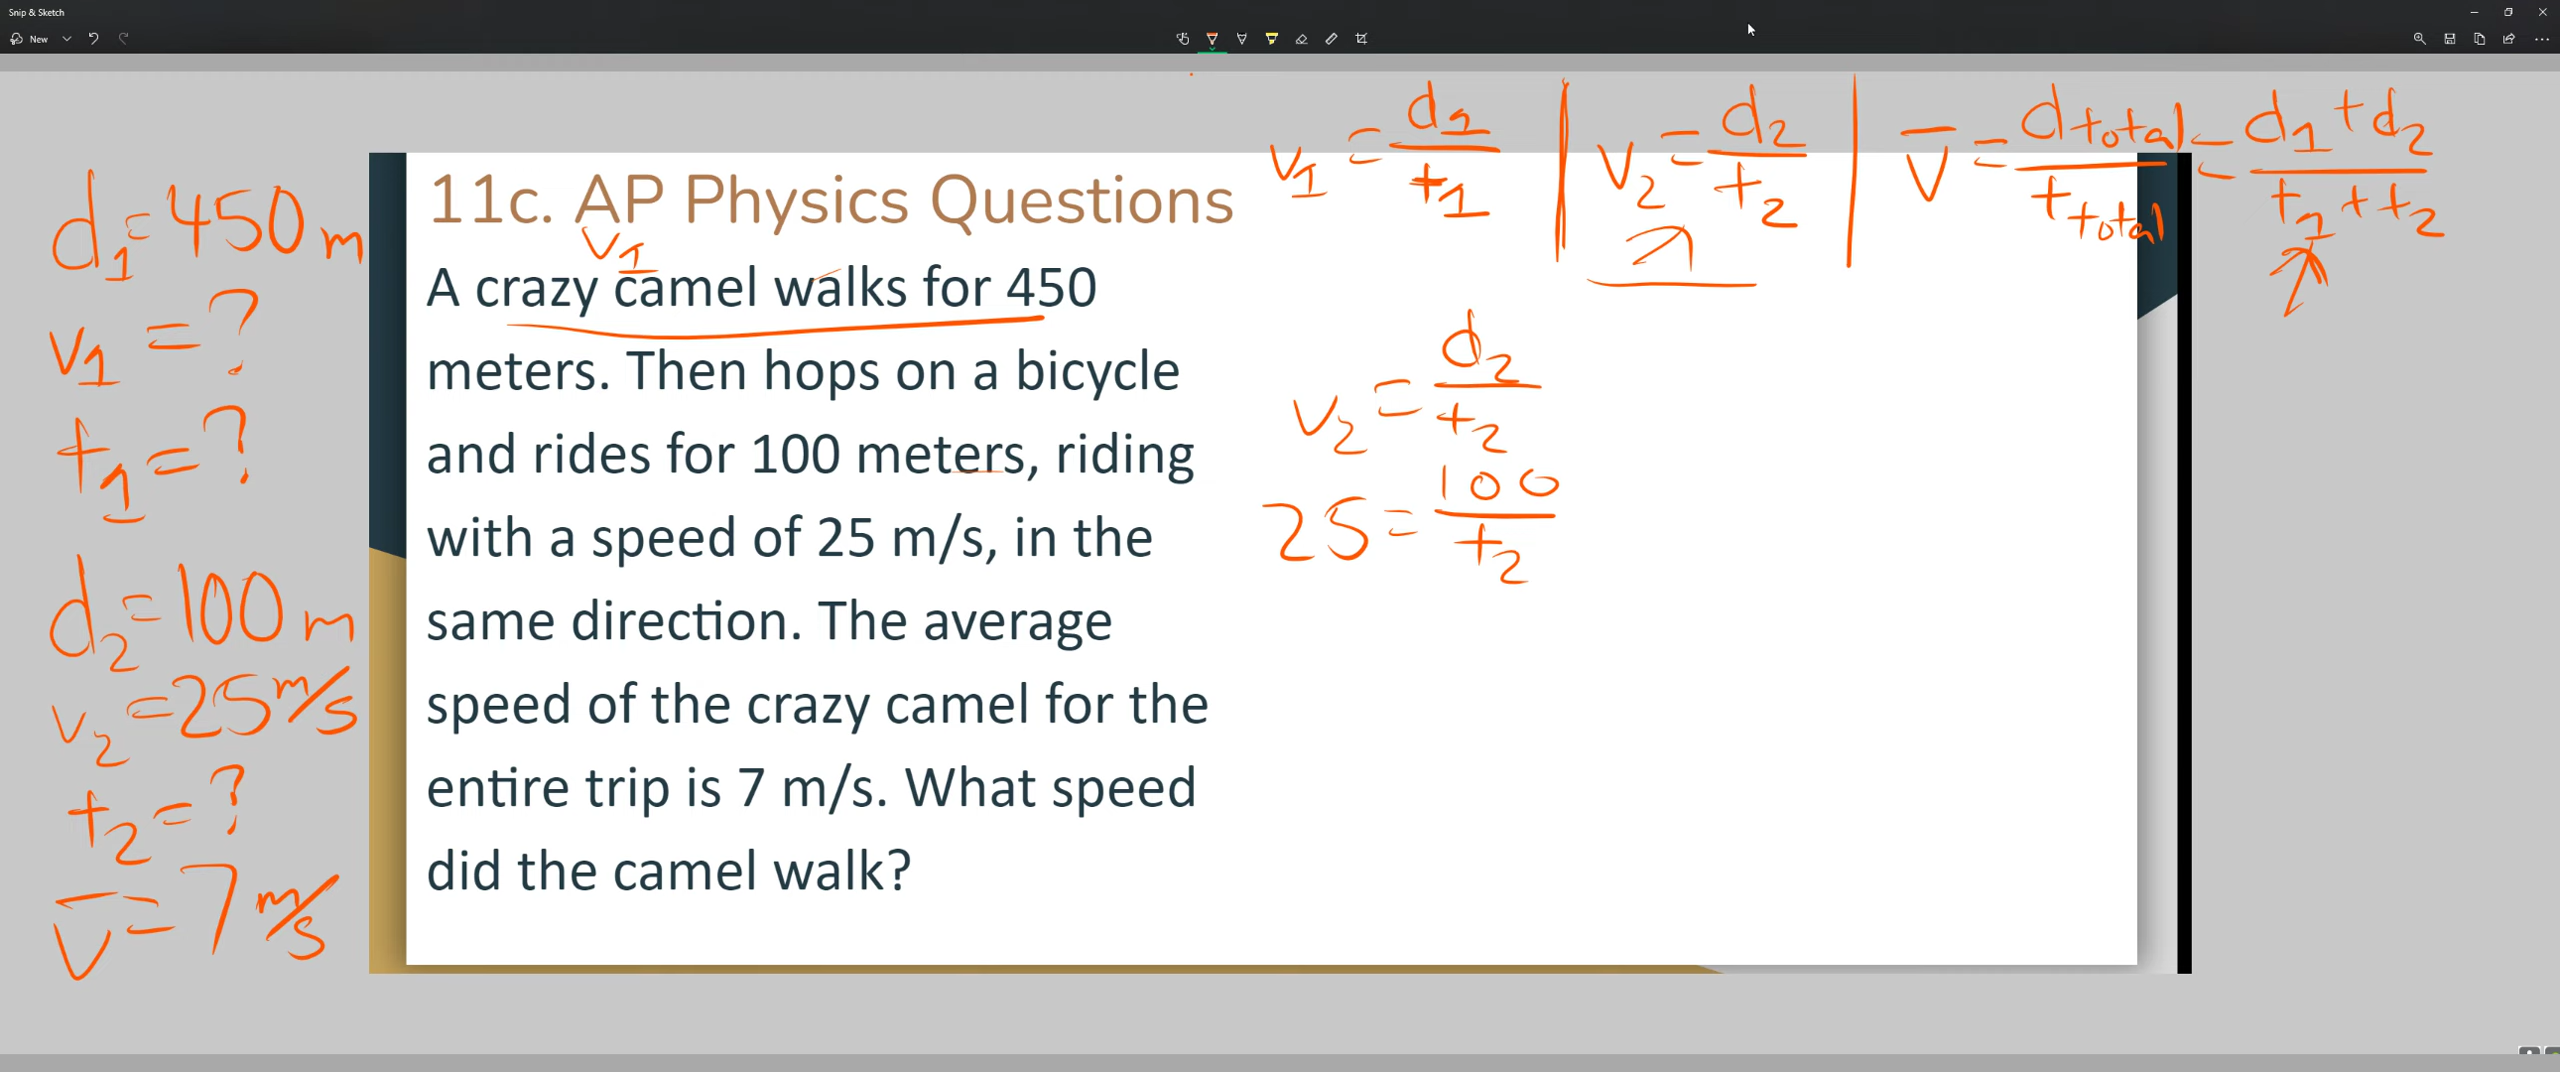 Snip & Sketch
New
d₁ = 450 m
v₁ = ?
t₁ = ?
d₂ = 100 m
v₂ = 25 m/s
t₂ = ?
v̅ = 7 m/s
11c. AP Physics Questions
v₁
A crazy camel walks for 450
meters. Then hops on a bicycle
and rides for 100 meters, riding
with a speed of 25 m/s, in the
same direction. The average
speed of the crazy camel for the
entire trip is 7 m/s. What speed
did the camel walk?
v₁ = d₁/t₁ | v₂ = d₂/t₂ | v̅ = d total/t total = d₁ + d₂/t₁ + t₂
v₂ = d₂/t₂
25 = 100/t₂